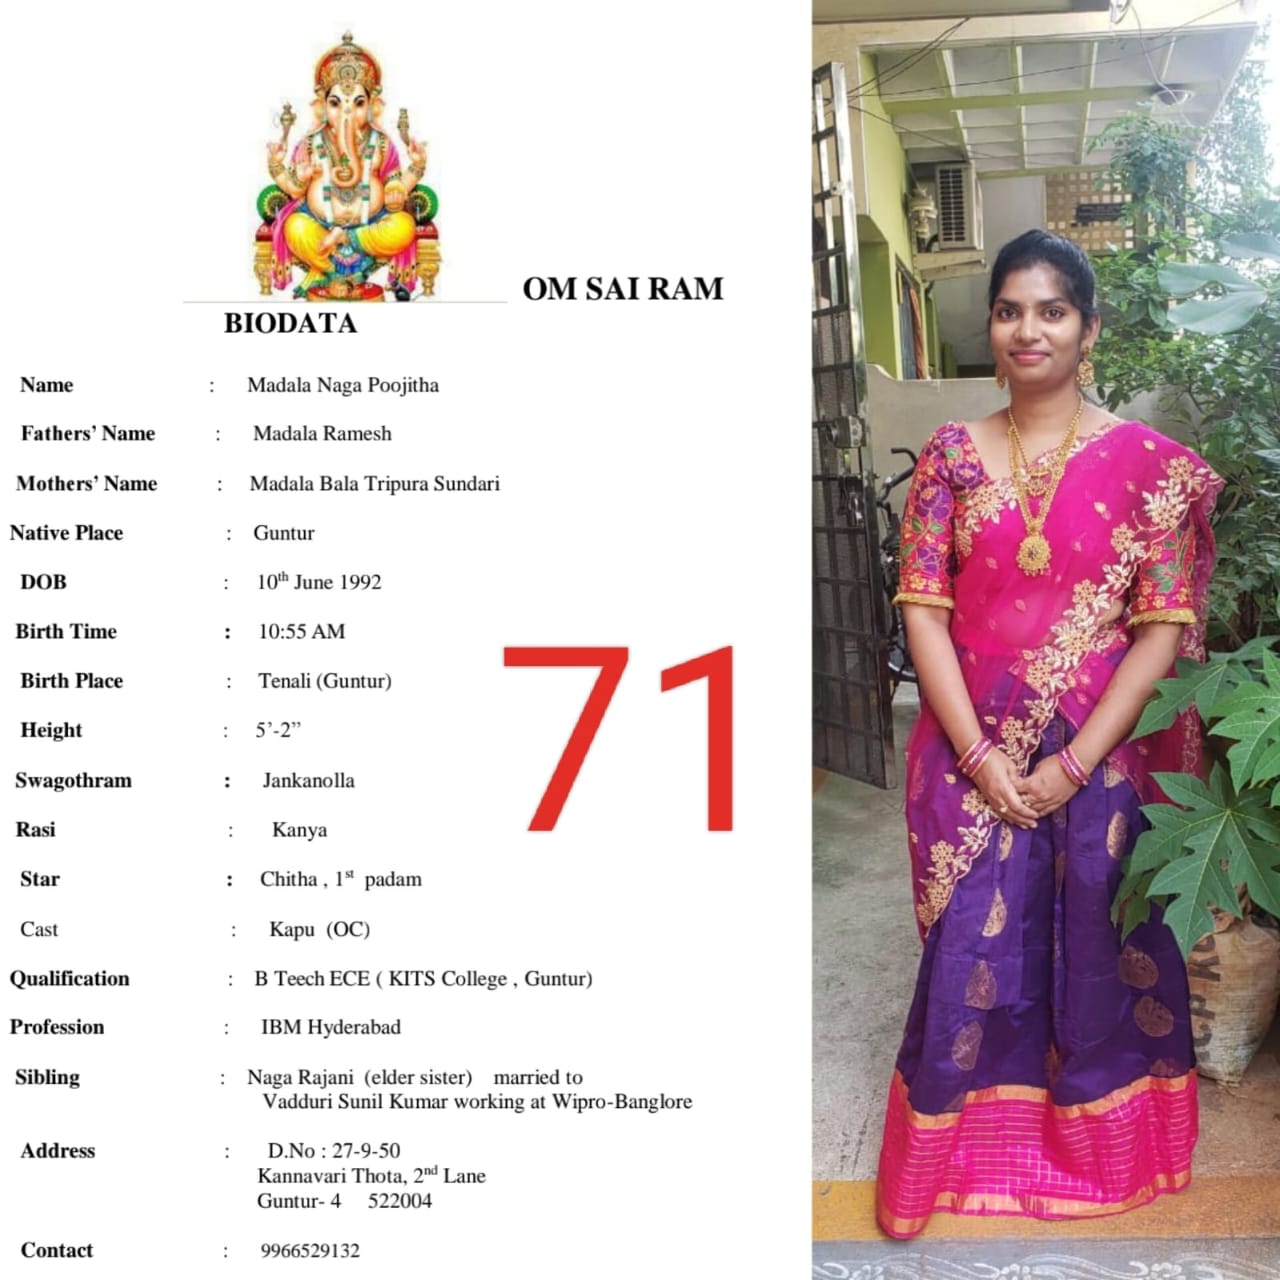 OM SAI RAM
BIODATA
Name : Madala Naga Poojitha
Fathers' Name : Madala Ramesh
Mothers' Name : Madala Bala Tripura Sundari
Native Place : Guntur
DOB : 10th June 1992
Birth Time : 10:55 AM
Birth Place : Tenali (Guntur)
Height : 5'-2"
71
Swagothram : Jankanolla
Rasi : Kanya
Star : Chitha , 1st padam
Cast : Kapu (OC)
Qualification : B Teech ECE ( KITS College , Guntur)
Profession : IBM Hyderabad
Sibling : Naga Rajani (elder sister) married to
Vadduri Sunil Kumar working at Wipro-Banglore
Address : D.No : 27-9-50
Kannavari Thota, 2nd Lane
Guntur- 4 522004
Contact : 9966529132